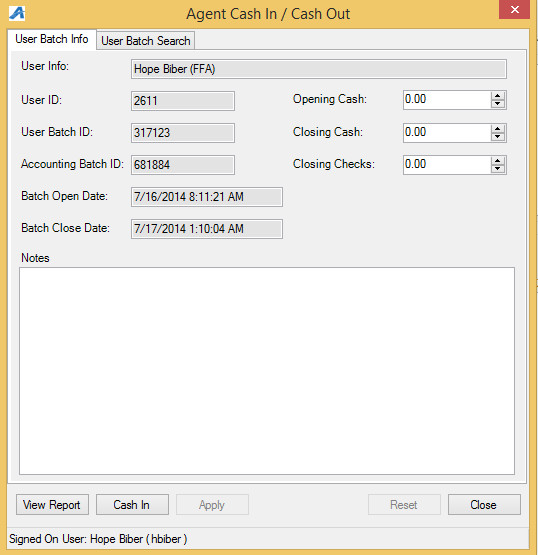 Agent Cash In / Cash Out
User Batch Info User Batch Search
User Info: Hope Biber (FFA)
User ID: 2611 Opening Cash: 0.00
User Batch ID: 317123 Closing Cash: 0.00
Accounting Batch ID: 681884 Closing Checks: 0.00
Batch Open Date: 7/16/2014 8:11:21 AM
Batch Close Date: 7/17/2014 1:10:04 AM
Notes
View Report Cash In Apply Reset Close
Signed On User: Hope Biber ( hbiber )